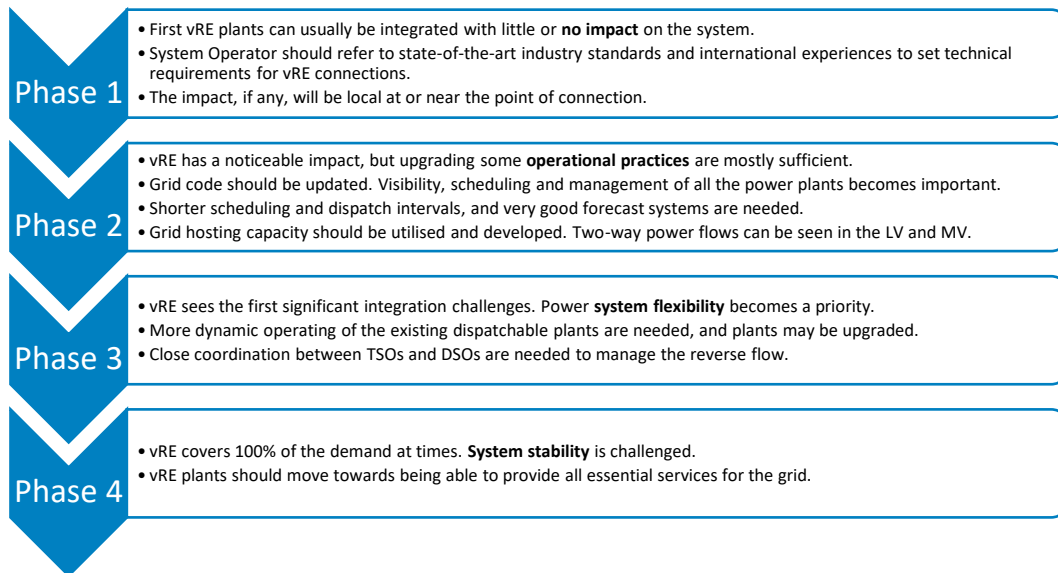 Phase 1
• First vRE plants can usually be integrated with little or no impact on the system.
• System Operator should refer to state-of-the-art industry standards and international experiences to set technical
requirements for vRE connections.
• The impact, if any, will be local at or near the point of connection.
Phase 2
• vRE has a noticeable impact, but upgrading some operational practices are mostly sufficient.
• Grid code should be updated. Visibility, scheduling and management of all the power plants becomes important.
• Shorter scheduling and dispatch intervals, and very good forecast systems are needed.
• Grid hosting capacity should be utilised and developed. Two-way power flows can be seen in the LV and MV.
Phase 3
• vRE sees the first significant integration challenges. Power system flexibility becomes a priority.
• More dynamic operating of the existing dispatchable plants are needed, and plants may be upgraded.
• Close coordination between TSOs and DSOs are needed to manage the reverse flow.
Phase 4
• vRE covers 100% of the demand at times. System stability is challenged.
• vRE plants should move towards being able to provide all essential services for the grid.